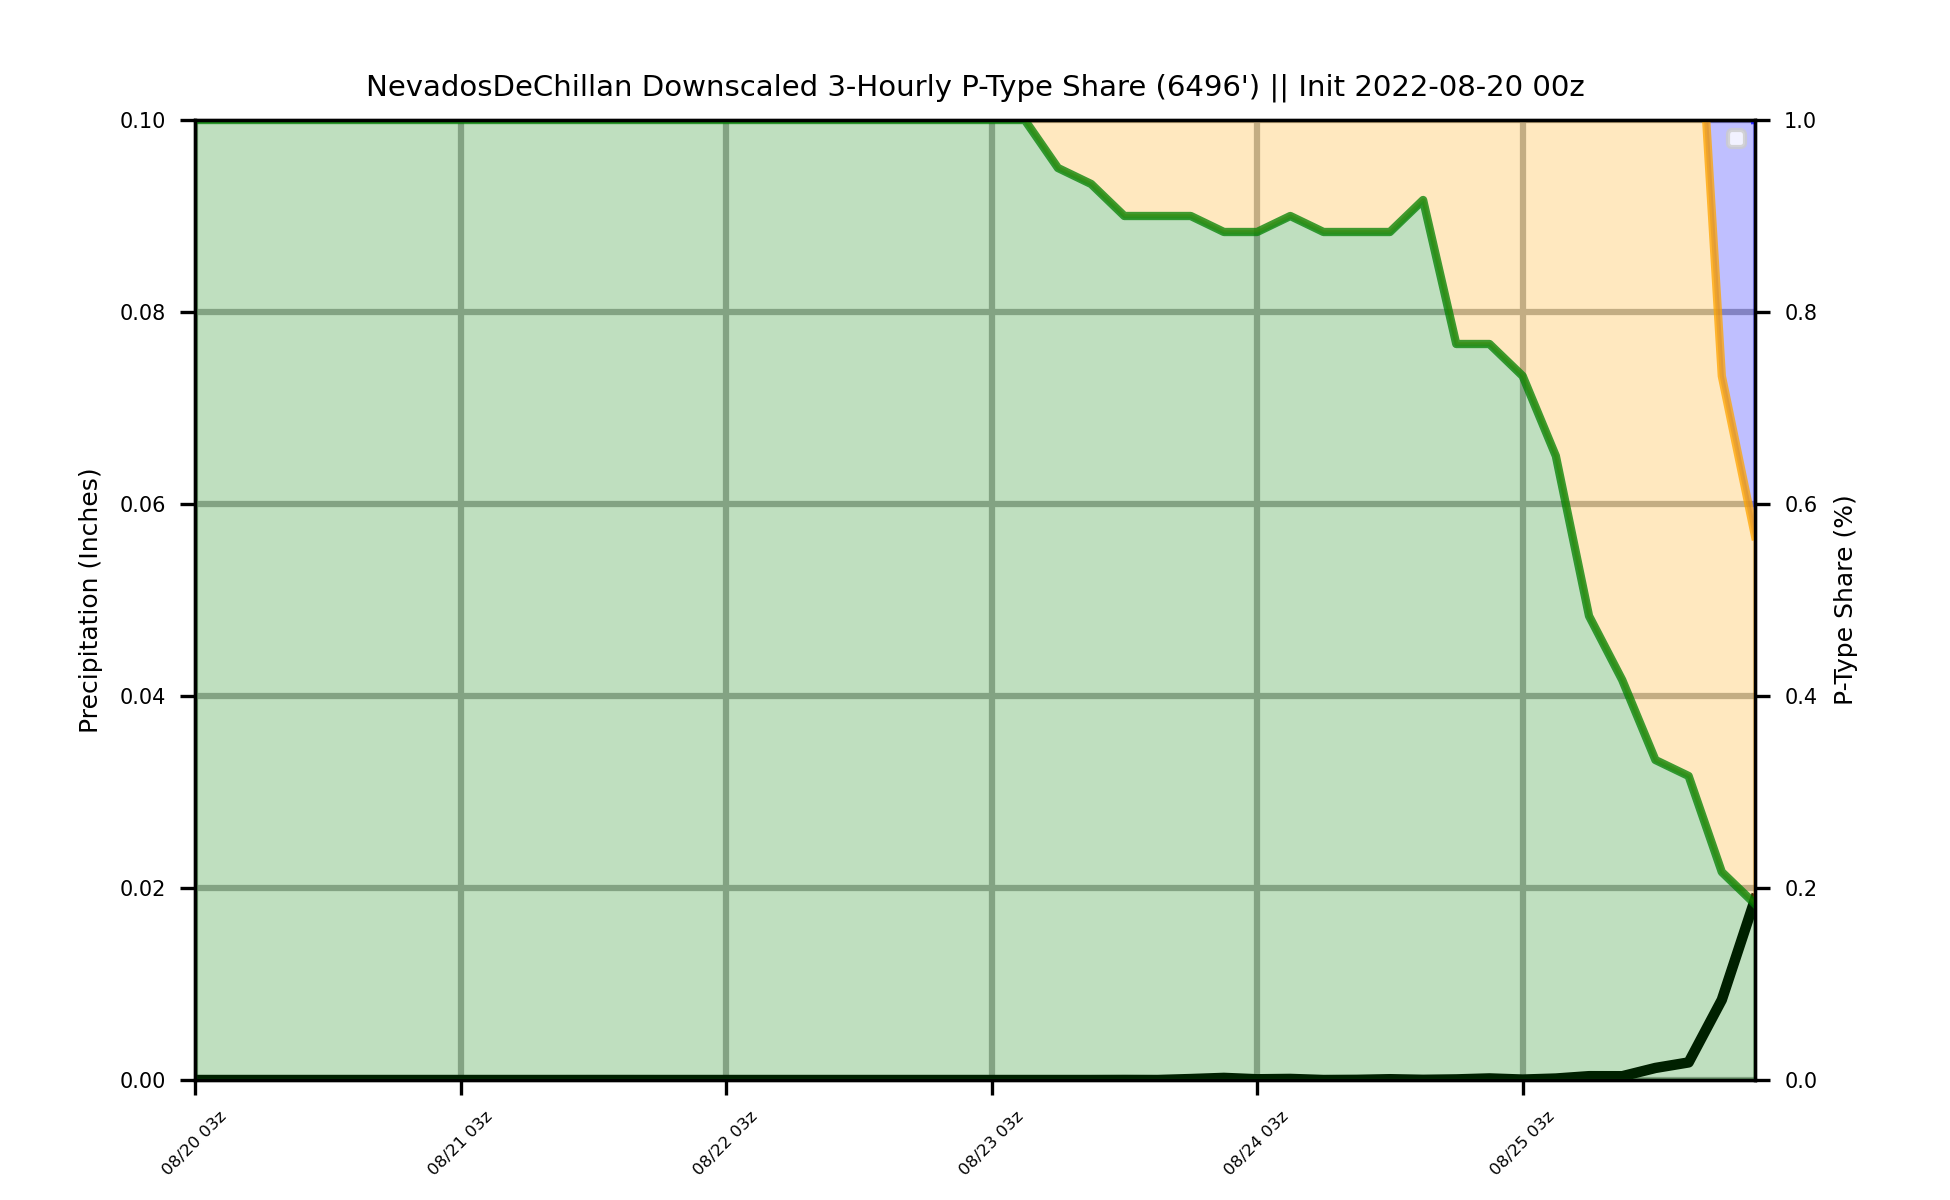 NevadosDeChillan Downscaled 3-Hourly P-Type Share (6496') || Init 2022-08-20 00z
0.10
0.08
0.06
0.04
0.02
0.00
Precipitation (Inches)
1.0
0.8
0.6
0.4
0.2
0.0
P-Type Share (%)
08/20 03z
08/21 03z
08/22 03z
08/23 03z
08/24 03z
08/25 03z